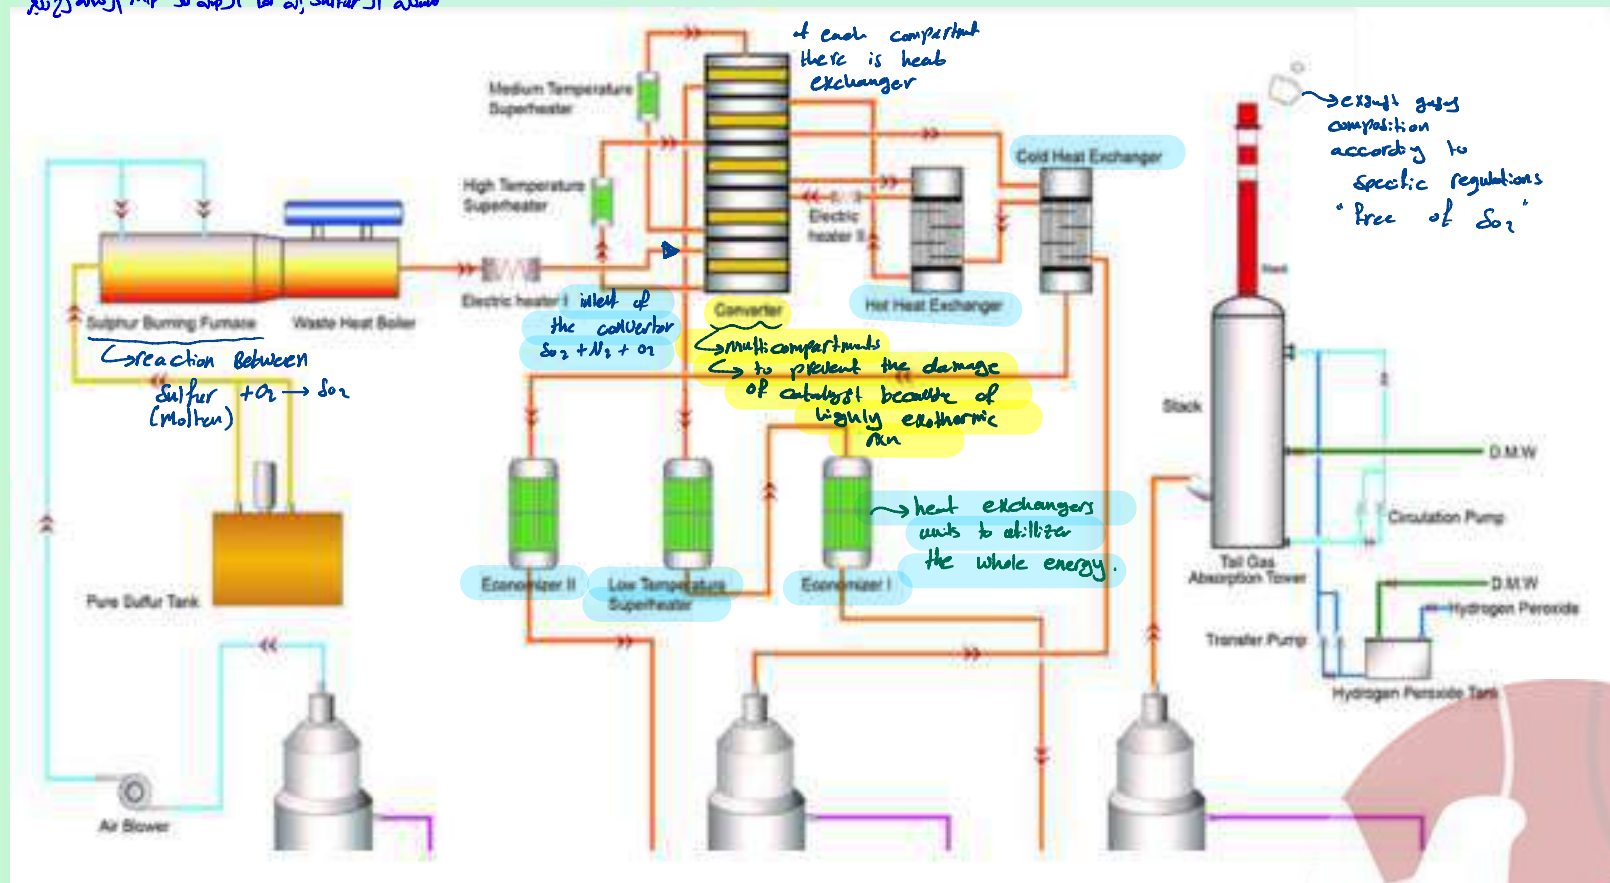 + each compartment
there is heat
exchanger
Medium Temperature
Superheater
High Temperature
Superheater
Cold Heat Exchanger
Electric
heater II
Hot Heat Exchanger
→ exaust gases
composition
according to
Specific regulations
"free of SO2"
Stack
Electric heater I
inlet of
the convertor
SO2 + N2 + O2
Converter
→ multicompartments
→ to prevent the damage
of catalyst because of
highly exothermic
rxn
Sulphur Burning Furnace
Waste Heat Boiler
→ reaction Between
Sulfur + O2 → SO2
(Molten)
Pure Sulfur Tank
Air Blower
Economizer II
Low Temperature
Superheater
Economizer I
→ heat exchangers
units to utillizer
the whole energy.
Stack
D.M.W
Circulation Pump
Tail Gas
Absorption Tower
D.M.W
Hydrogen Peroxide
Transfer Pump
Hydrogen Peroxide Tank